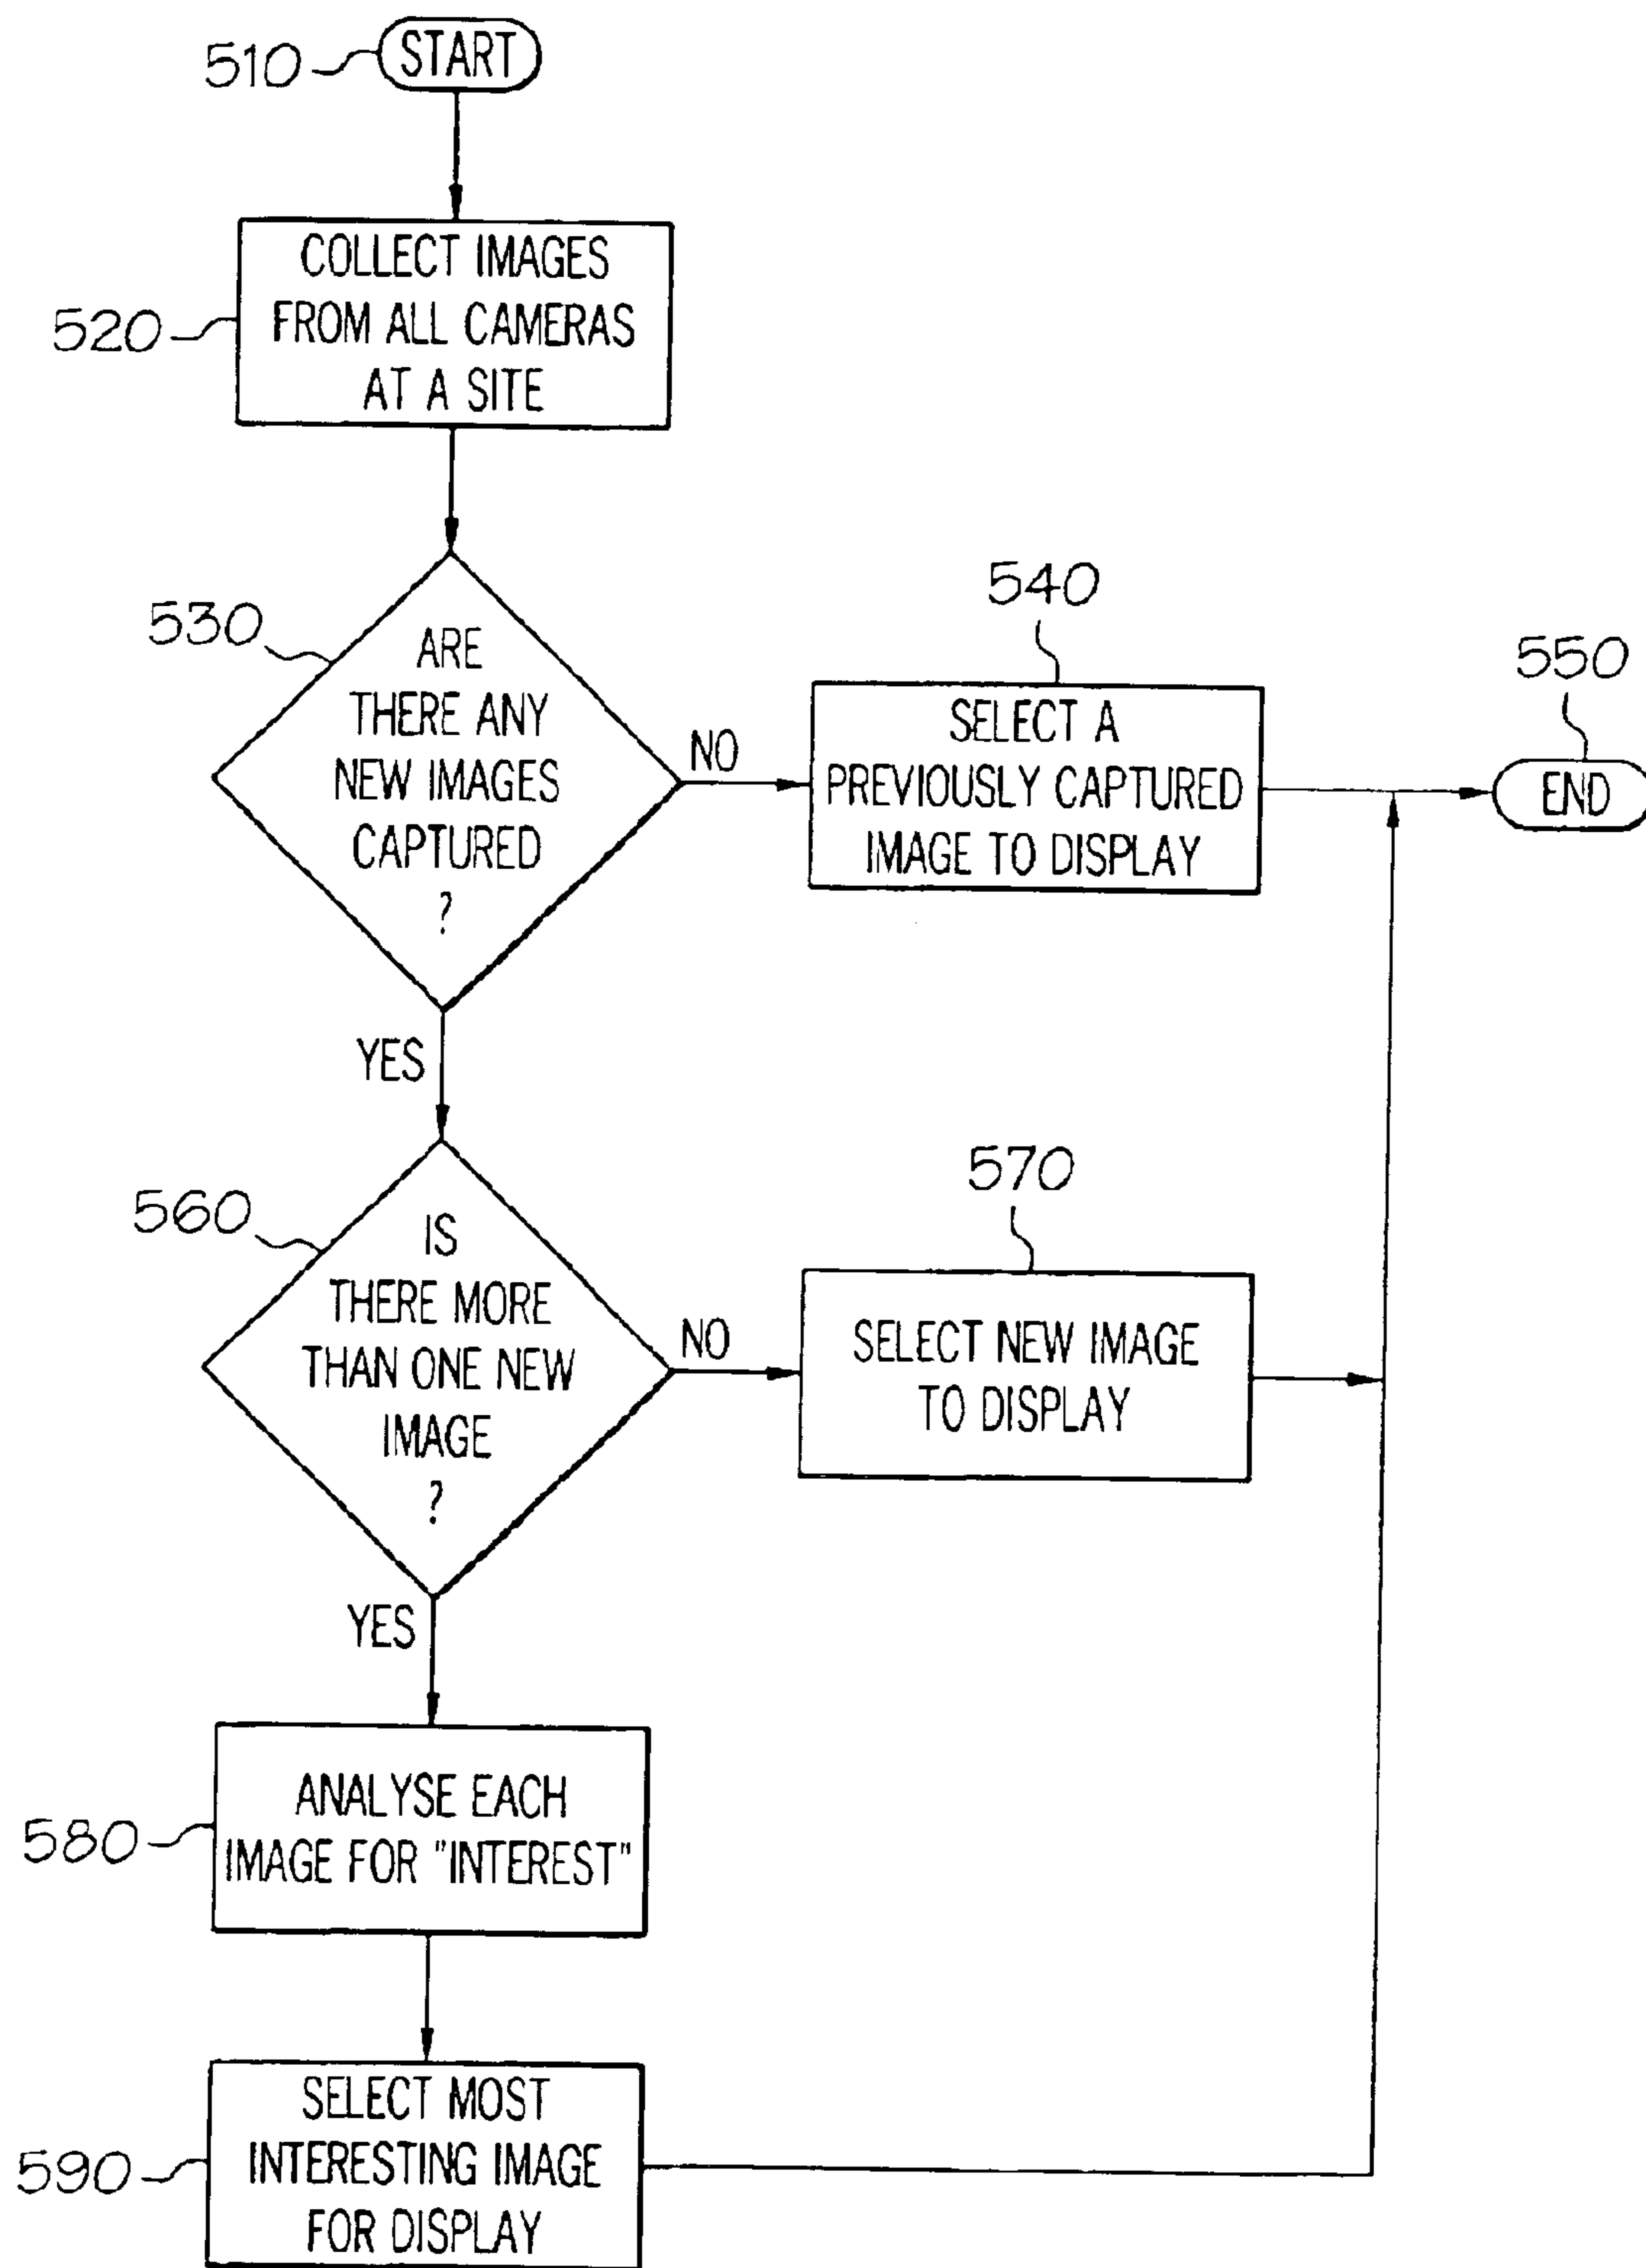 510
START
520
COLLECT IMAGES
FROM ALL CAMERAS
AT A SITE
530
ARE
THERE ANY
NEW IMAGES
CAPTURED
?
NO
540
SELECT A
PREVIOUSLY CAPTURED
IMAGE TO DISPLAY
550
END
YES
560
IS
THERE MORE
THAN ONE NEW
IMAGE
?
NO
570
SELECT NEW IMAGE
TO DISPLAY
YES
580
ANALYSE EACH
IMAGE FOR "INTEREST"
590
SELECT MOST
INTERESTING IMAGE
FOR DISPLAY